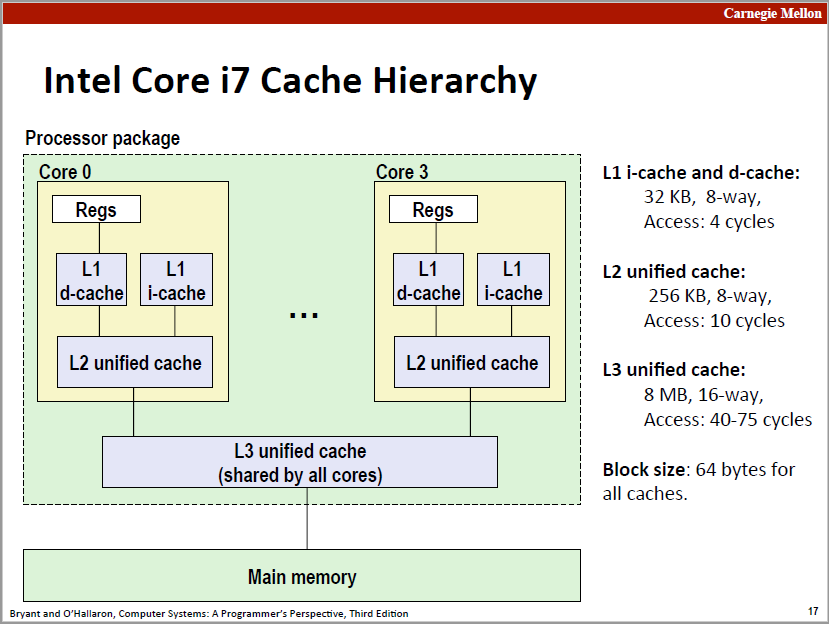 Carnegie Mellon
Intel Core i7 Cache Hierarchy
Processor package
Core 0
Regs
L1
d-cache
L1
i-cache
L2 unified cache
...
Core 3
Regs
L1
d-cache
L1
i-cache
L2 unified cache
L3 unified cache
(shared by all cores)
Main memory
L1 i-cache and d-cache:
32 KB, 8-way,
Access: 4 cycles
L2 unified cache:
256 KB, 8-way,
Access: 10 cycles
L3 unified cache:
8 MB, 16-way,
Access: 40-75 cycles
Block size: 64 bytes for
all caches.
Bryant and O'Hallaron, Computer Systems: A Programmer's Perspective, Third Edition
17